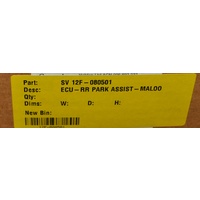 Part: SV 12F-080501
Desc: ECU-RR PARK ASSIST-MALOO
Qty:
Dims: W: D: H:
New Bin: